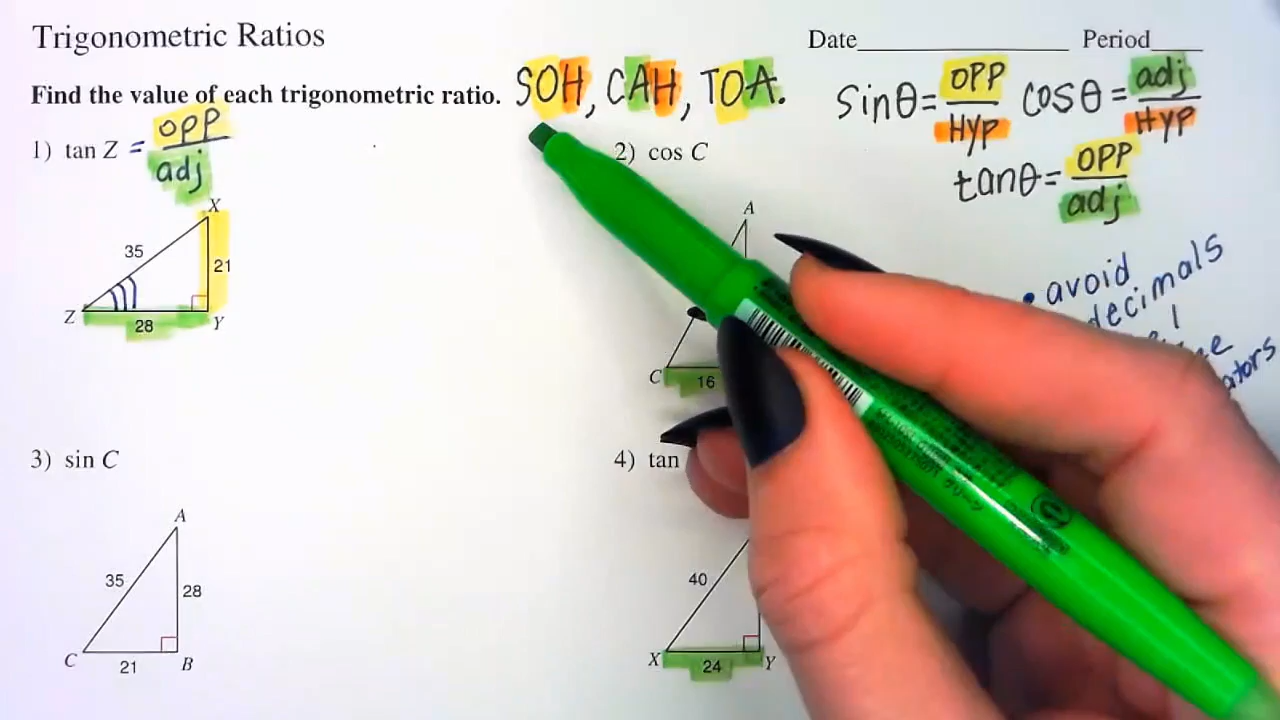 Trigonometric Ratios
Date Period
Find the value of each trigonometric ratio. SOH, CAH, TOA.
sinθ = OPP / Hyp cosθ = adj / Hyp
tanθ = OPP / adj
1) tan Z = OPP / adj
2) cos C
X
35
21
Z
28
Y
A
C
16
• avoid
decimals
3) sin C
4) tan
A
35
28
C
21
B
40
X
24
Y